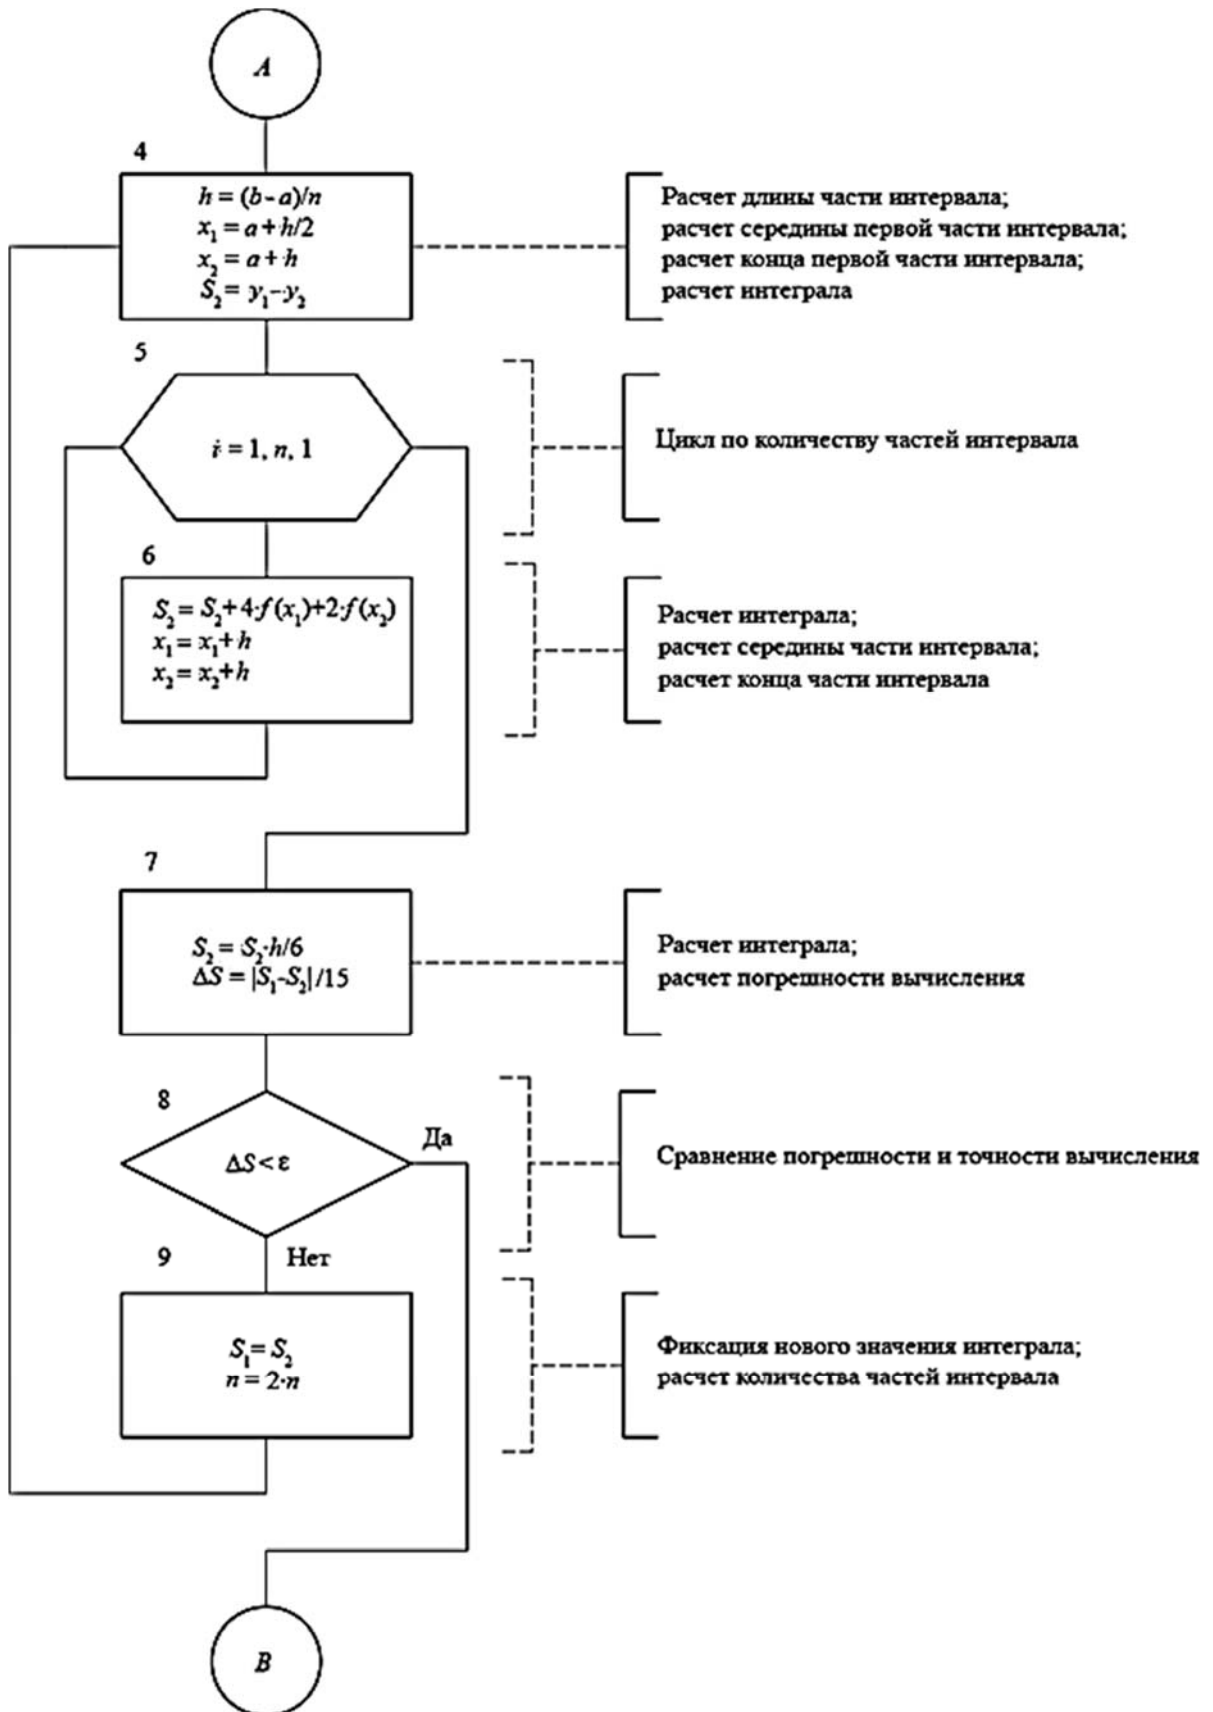 A
4
h = (b - a)/n
x₁ = a + h/2
x₂ = a + h
S₂ = y₁ - y₂
Расчет длины части интервала;
расчет середины первой части интервала;
расчет конца первой части интервала;
расчет интеграла
5
i = 1, n, 1
Цикл по количеству частей интервала
6
S₂ = S₂+4·f(x₁)+2·f(x₂)
x₁ = x₁+h
x₂ = x₂+h
Расчет интеграла;
расчет середины части интервала;
расчет конца части интервала
7
S₂ = S₂·h/6
ΔS = |S₁-S₂|/15
Расчет интеграла;
расчет погрешности вычисления
8
ΔS < ε
Да
Сравнение погрешности и точности вычисления
9
Нет
S₁ = S₂
n = 2·n
Фиксация нового значения интеграла;
расчет количества частей интервала
B